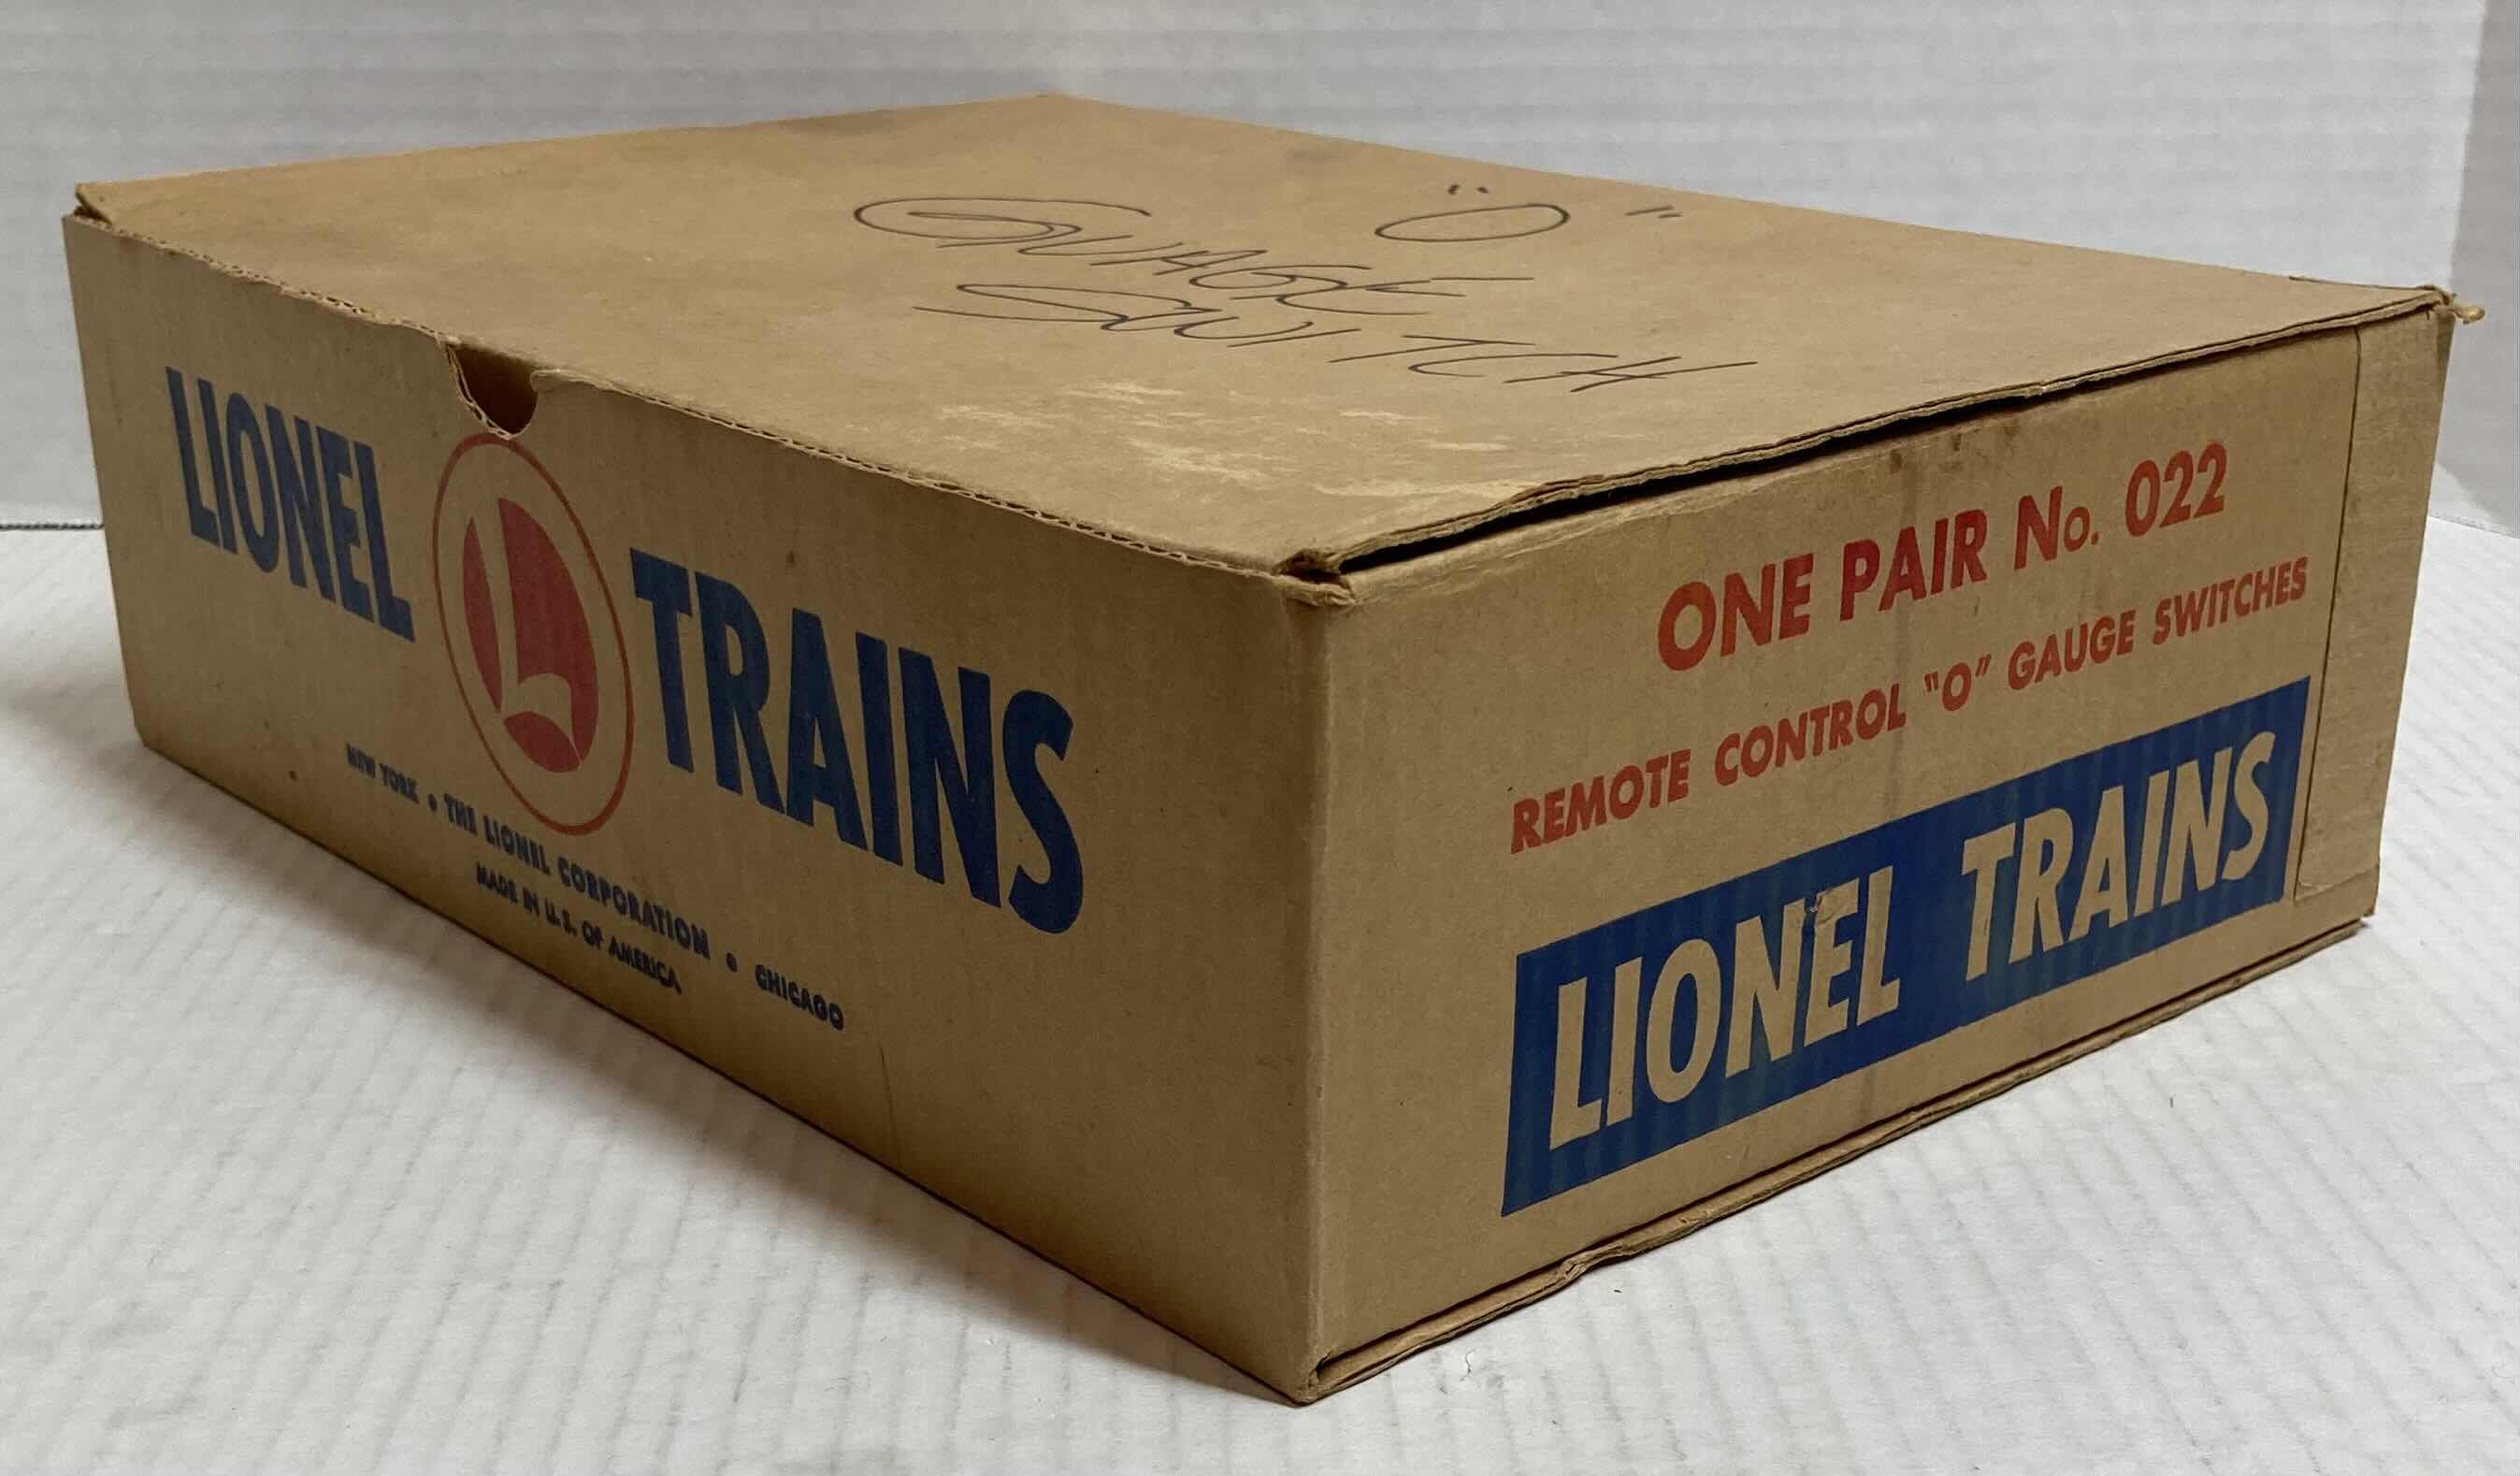 "O"
GUAGE
SWITCH
LIONEL L TRAINS
NEW YORK • THE LIONEL CORPORATION • CHICAGO
MADE IN U.S. OF AMERICA
ONE PAIR No. 022
REMOTE CONTROL "O" GAUGE SWITCHES
LIONEL TRAINS